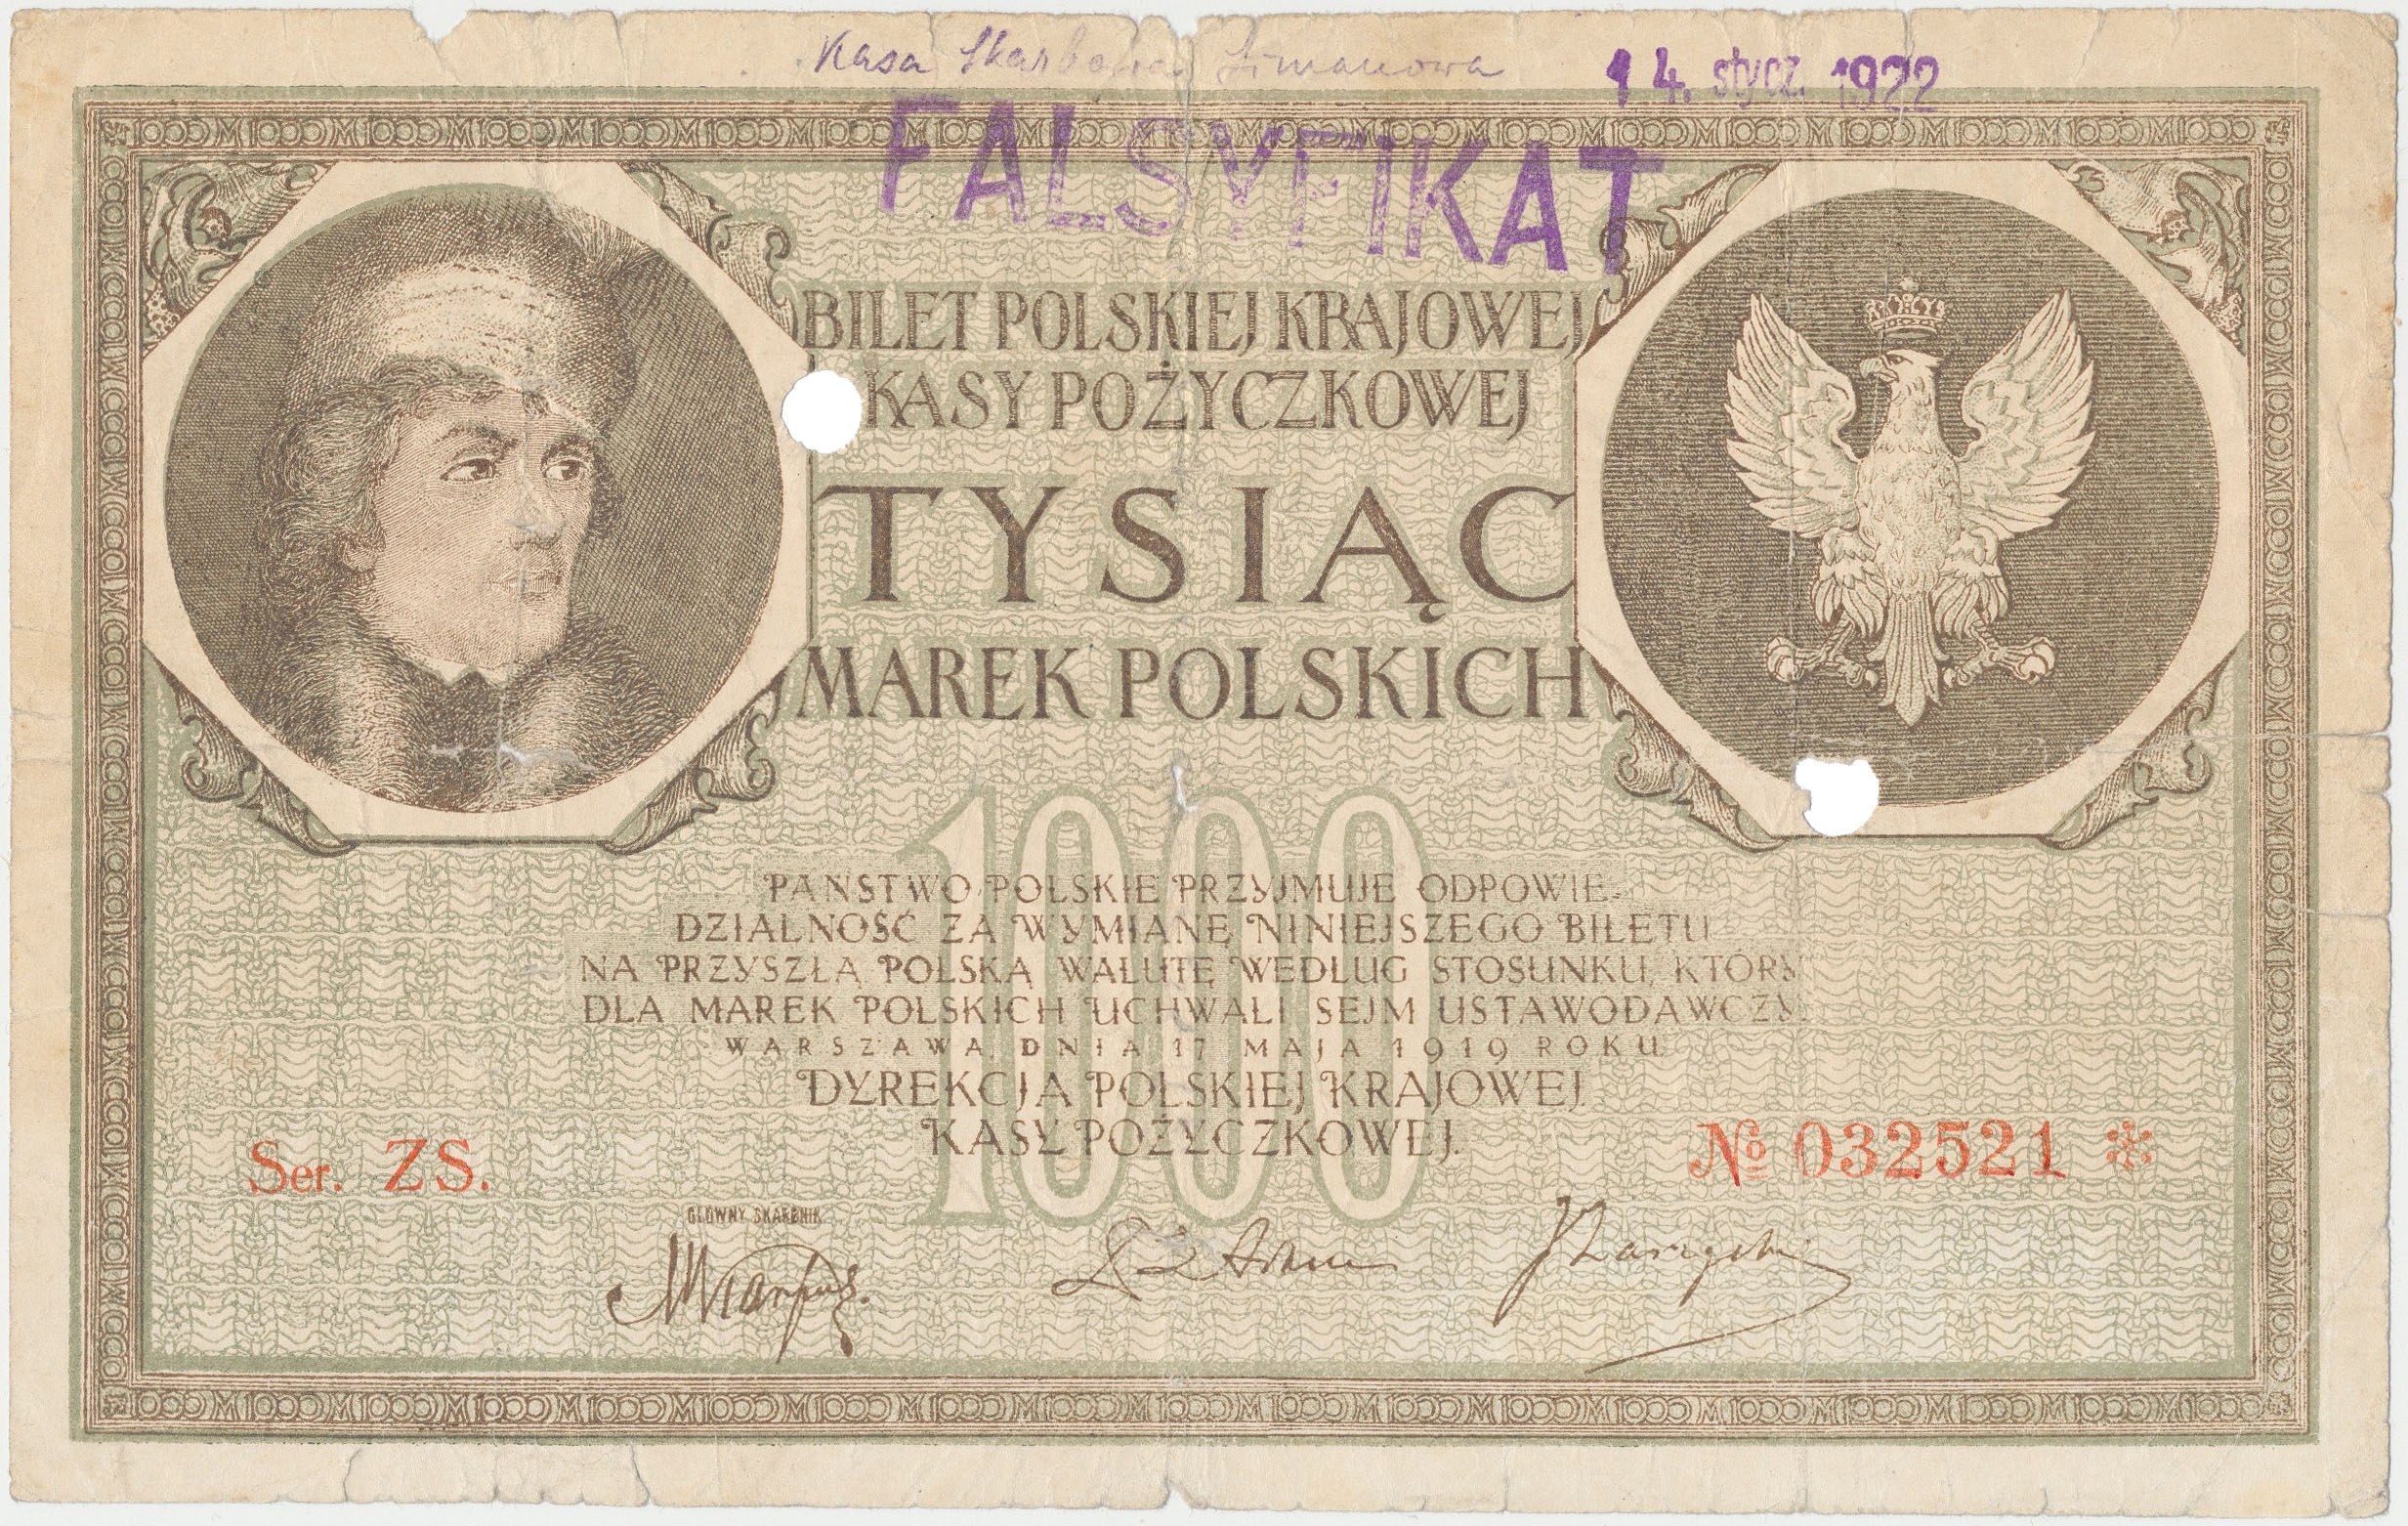 Kasa Skarbowa Limanowa 14. stycz. 1922
FALSYFIKAT
BILET POLSKIEJ KRAJOWEJ
KASY POŻYCZKOWEJ
TYSIĄC
MAREK POLSKICH
1000
PAŃSTWO POLSKIE PRZYJMUJE ODPOWIE-
DZIALNOŚĆ ZA WYMIANĘ NINIEJSZEGO BILETU
NA PRZYSZŁĄ POLSKĄ WALUTĘ WEDŁUG STOSUNKU, KTÓRY
DLA MAREK POLSKICH UCHWALI SEJM USTAWODAWCZY
WARSZAWA, DNIA 17 MAJA 1919 ROKU
DYREKCJA POLSKIEJ KRAJOWEJ
KASY POŻYCZKOWEJ.
Ser. ZS. № 032521 *
GŁÓWNY SKARBNIK